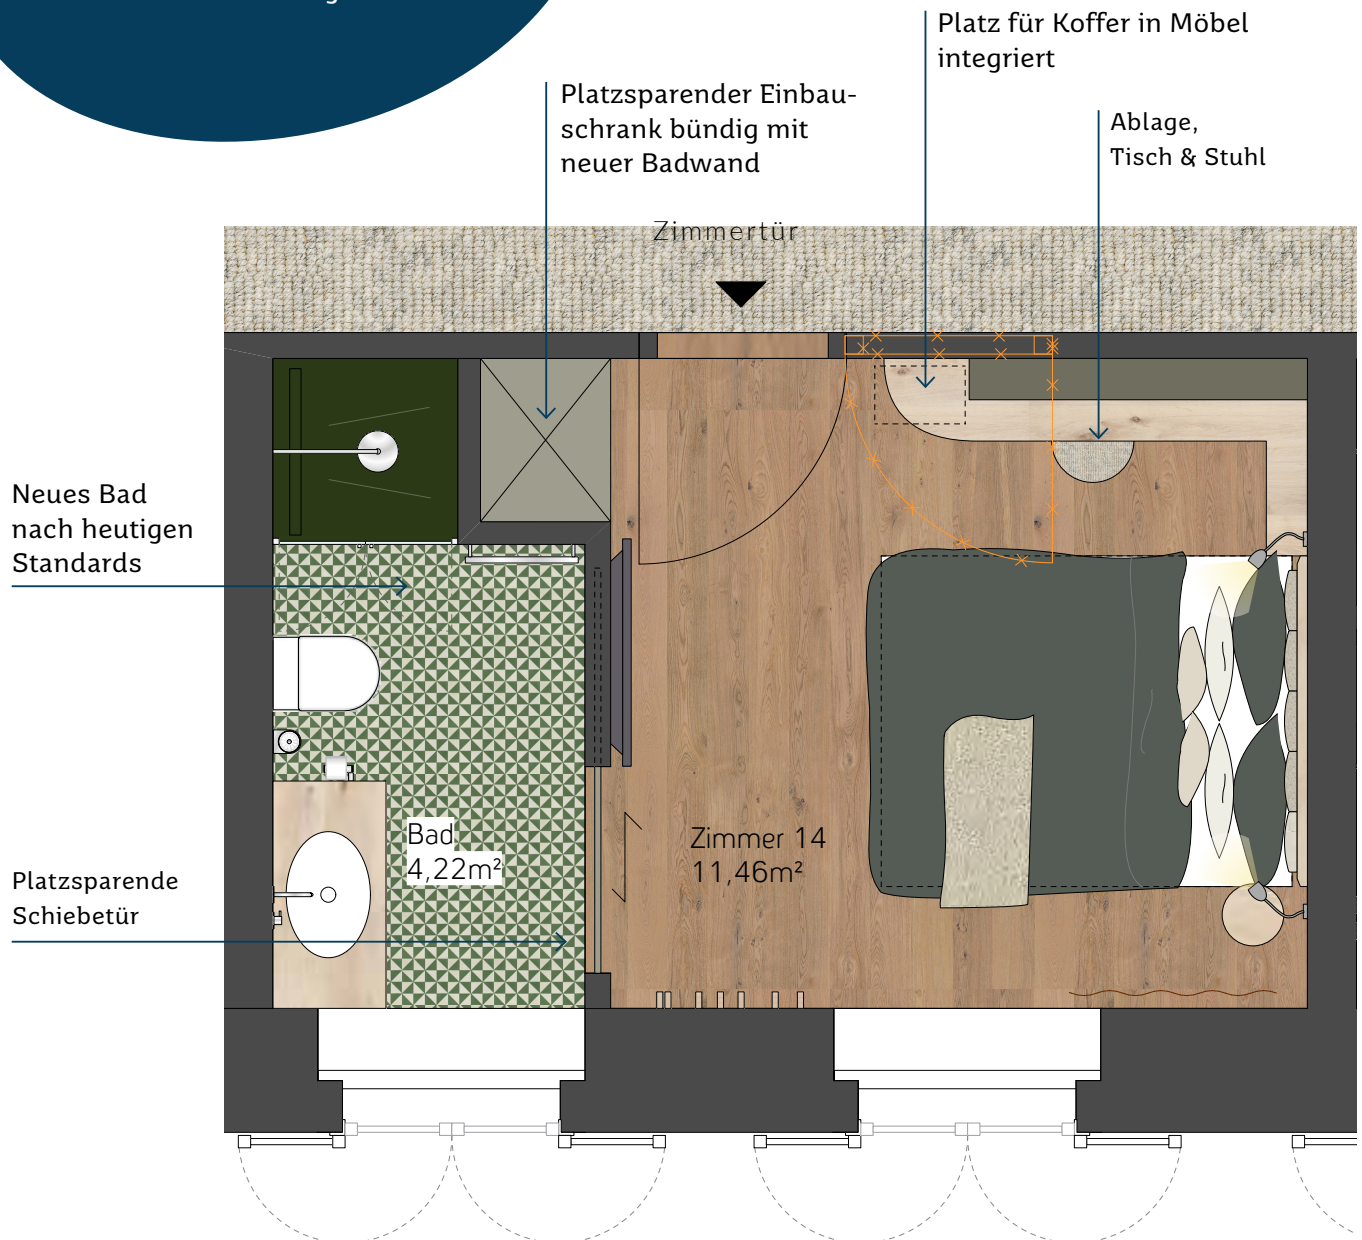 Platz für Koffer in Möbel
integriert
Platzsparender Einbau-
schrank bündig mit
neuer Badwand
Ablage,
Tisch & Stuhl
Zimmertür
Neues Bad
nach heutigen
Standards
Bad
4,22m²
Zimmer 14
11,46m²
Platzsparende
Schiebetür